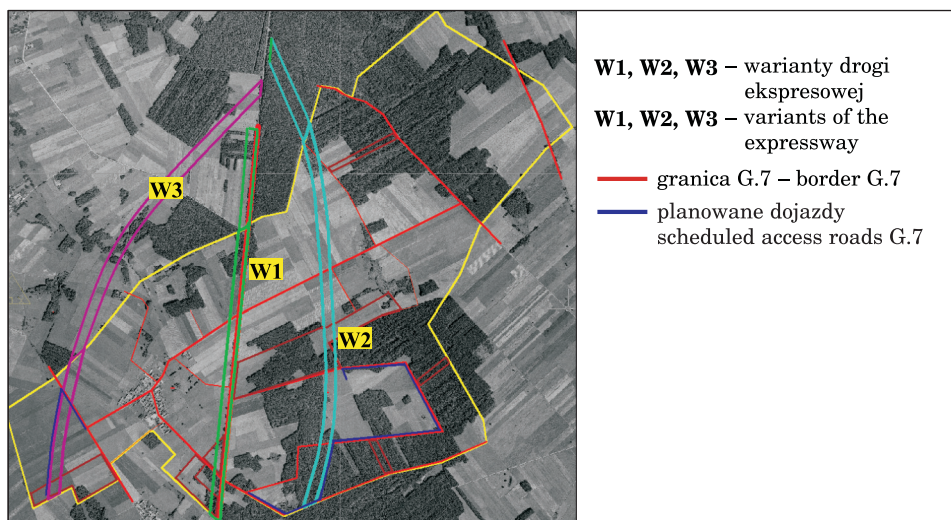 W3
W1
W2
W1, W2, W3 – warianty drogi
ekspresowej
W1, W2, W3 – variants of the
expressway
granica G.7 – border G.7
planowane dojazdy
scheduled access roads G.7